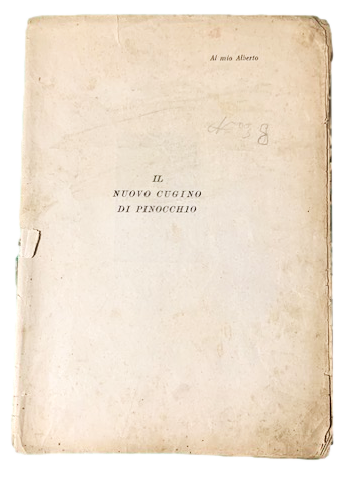 Al mio Alberto
IL
NUOVO CUGINO
DI PINOCCHIO